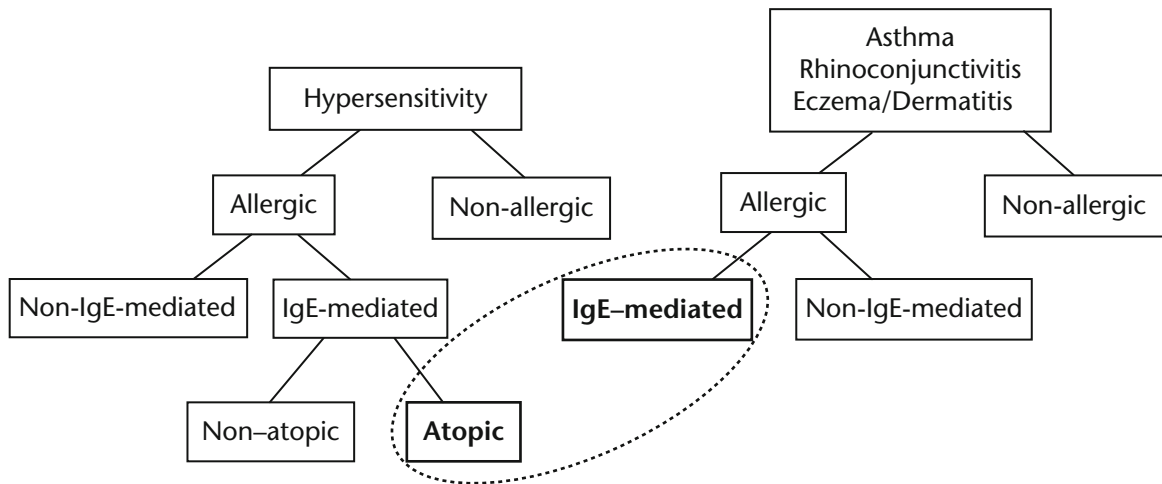 Asthma
Rhinoconjunctivitis
Eczema/Dermatitis
Hypersensitivity
Allergic
Non-allergic
Allergic
Non-allergic
Non-IgE-mediated
IgE-mediated
IgE–mediated
Non-IgE-mediated
Non–atopic
Atopic